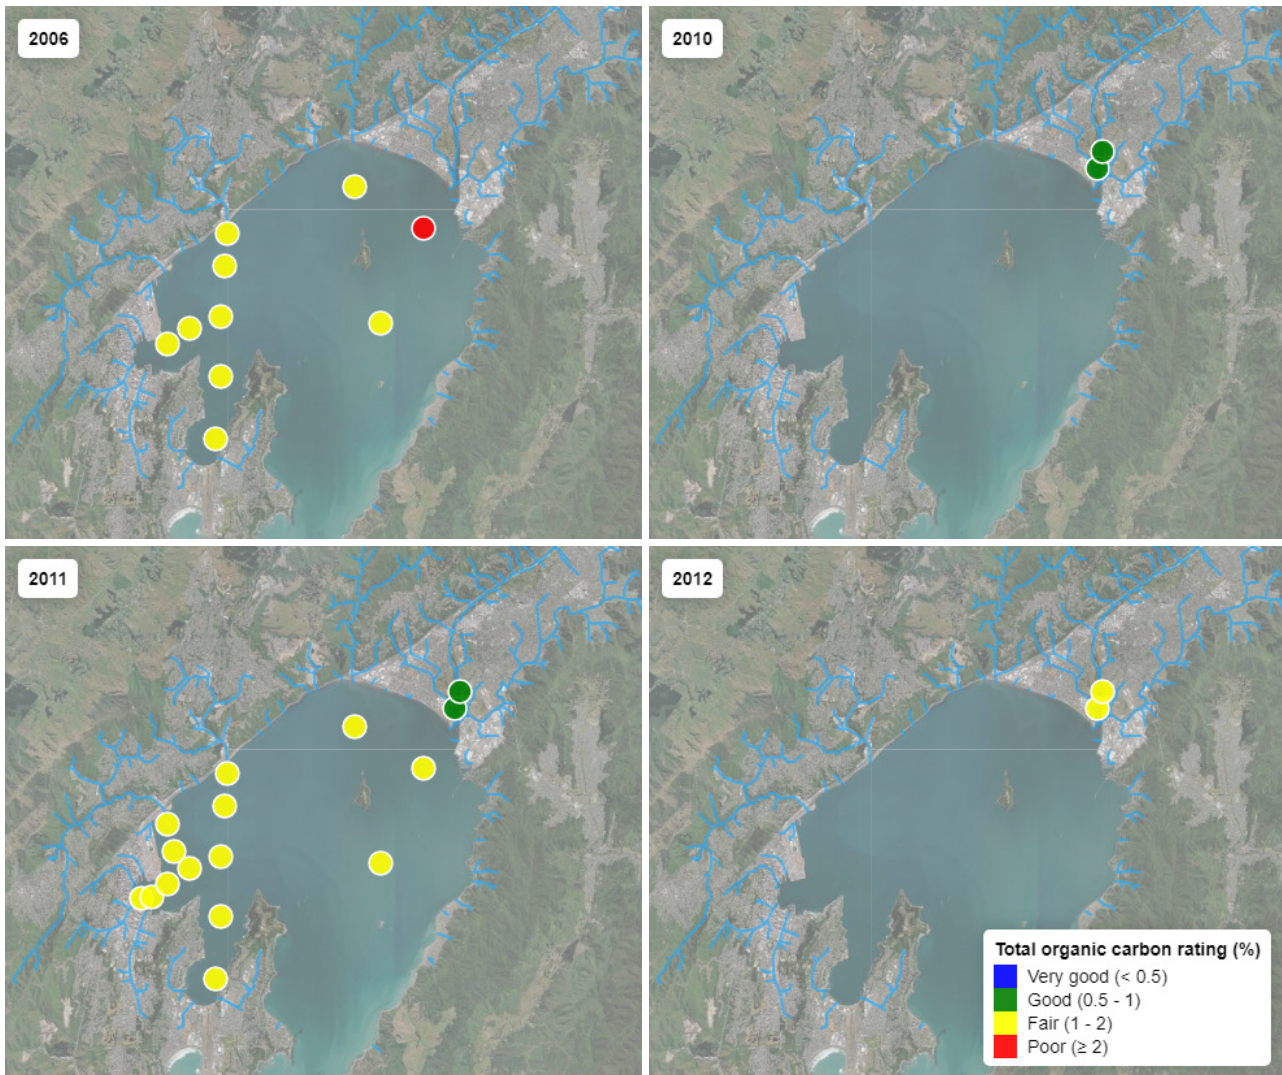 2006
2010
2011
2012
Total organic carbon rating (%)
Very good (< 0.5)
Good (0.5 - 1)
Fair (1 - 2)
Poor (≥ 2)